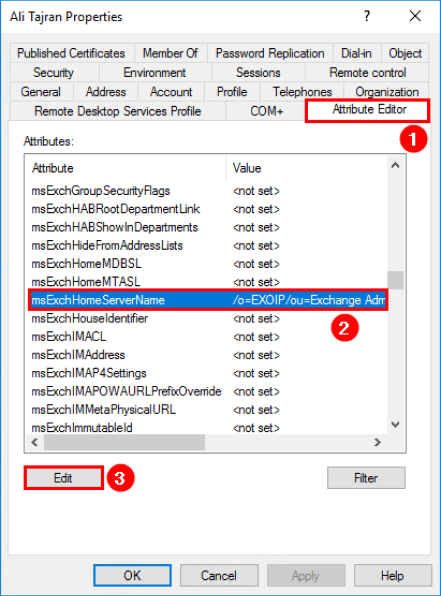 Ali Tajran Properties ? X
Published Certificates Member Of Password Replication Dial-in Object
Security Environment Sessions Remote control
General Address Account Profile Telephones Organization
Remote Desktop Services Profile COM+ Attribute Editor
1
Attributes:
Attribute Value
msExchGroupSecurityFlags <not set>
msExchHABRootDepartmentLink <not set>
msExchHABShowInDepartments <not set>
msExchHideFromAddressLists <not set>
msExchHomeMDBSL <not set>
msExchHomeMTASL <not set>
msExchHomeServerName /o=EXOIP/ou=Exchange Adm
2
msExchHouseIdentifier <not set>
msExchIMACL <not set>
msExchIMAddress <not set>
msExchIMAP4Settings <not set>
msExchIMAPOWAURLPrefixOverride <not set>
msExchIMMetaPhysicalURL <not set>
msExchImmutableId <not set>
Edit 3 Filter
OK Cancel Apply Help